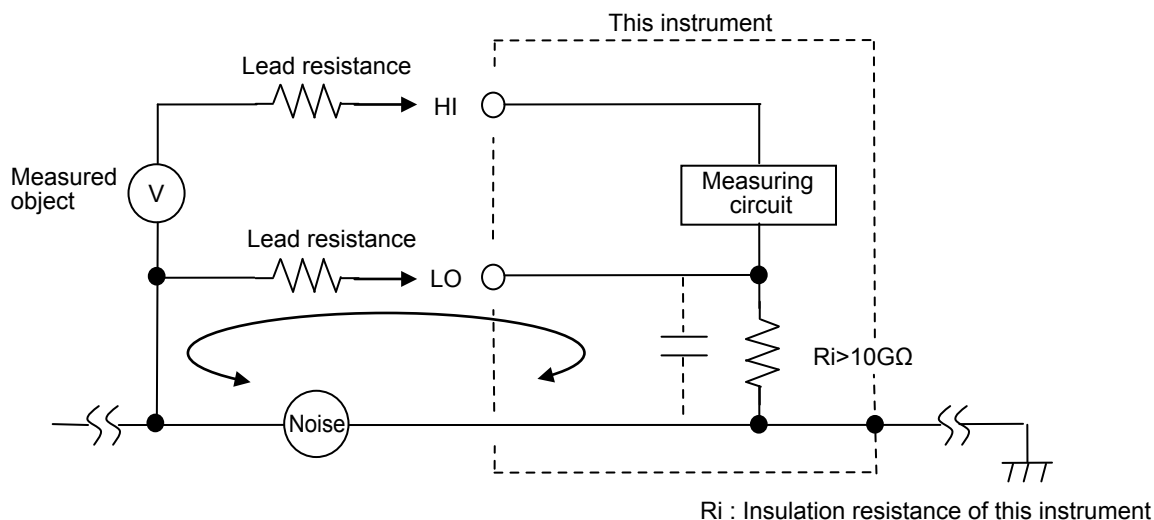 This instrument
Lead resistance
HI
Measured
object
V
Measuring
circuit
Lead resistance
LO
Ri>10GΩ
Noise
Ri : Insulation resistance of this instrument